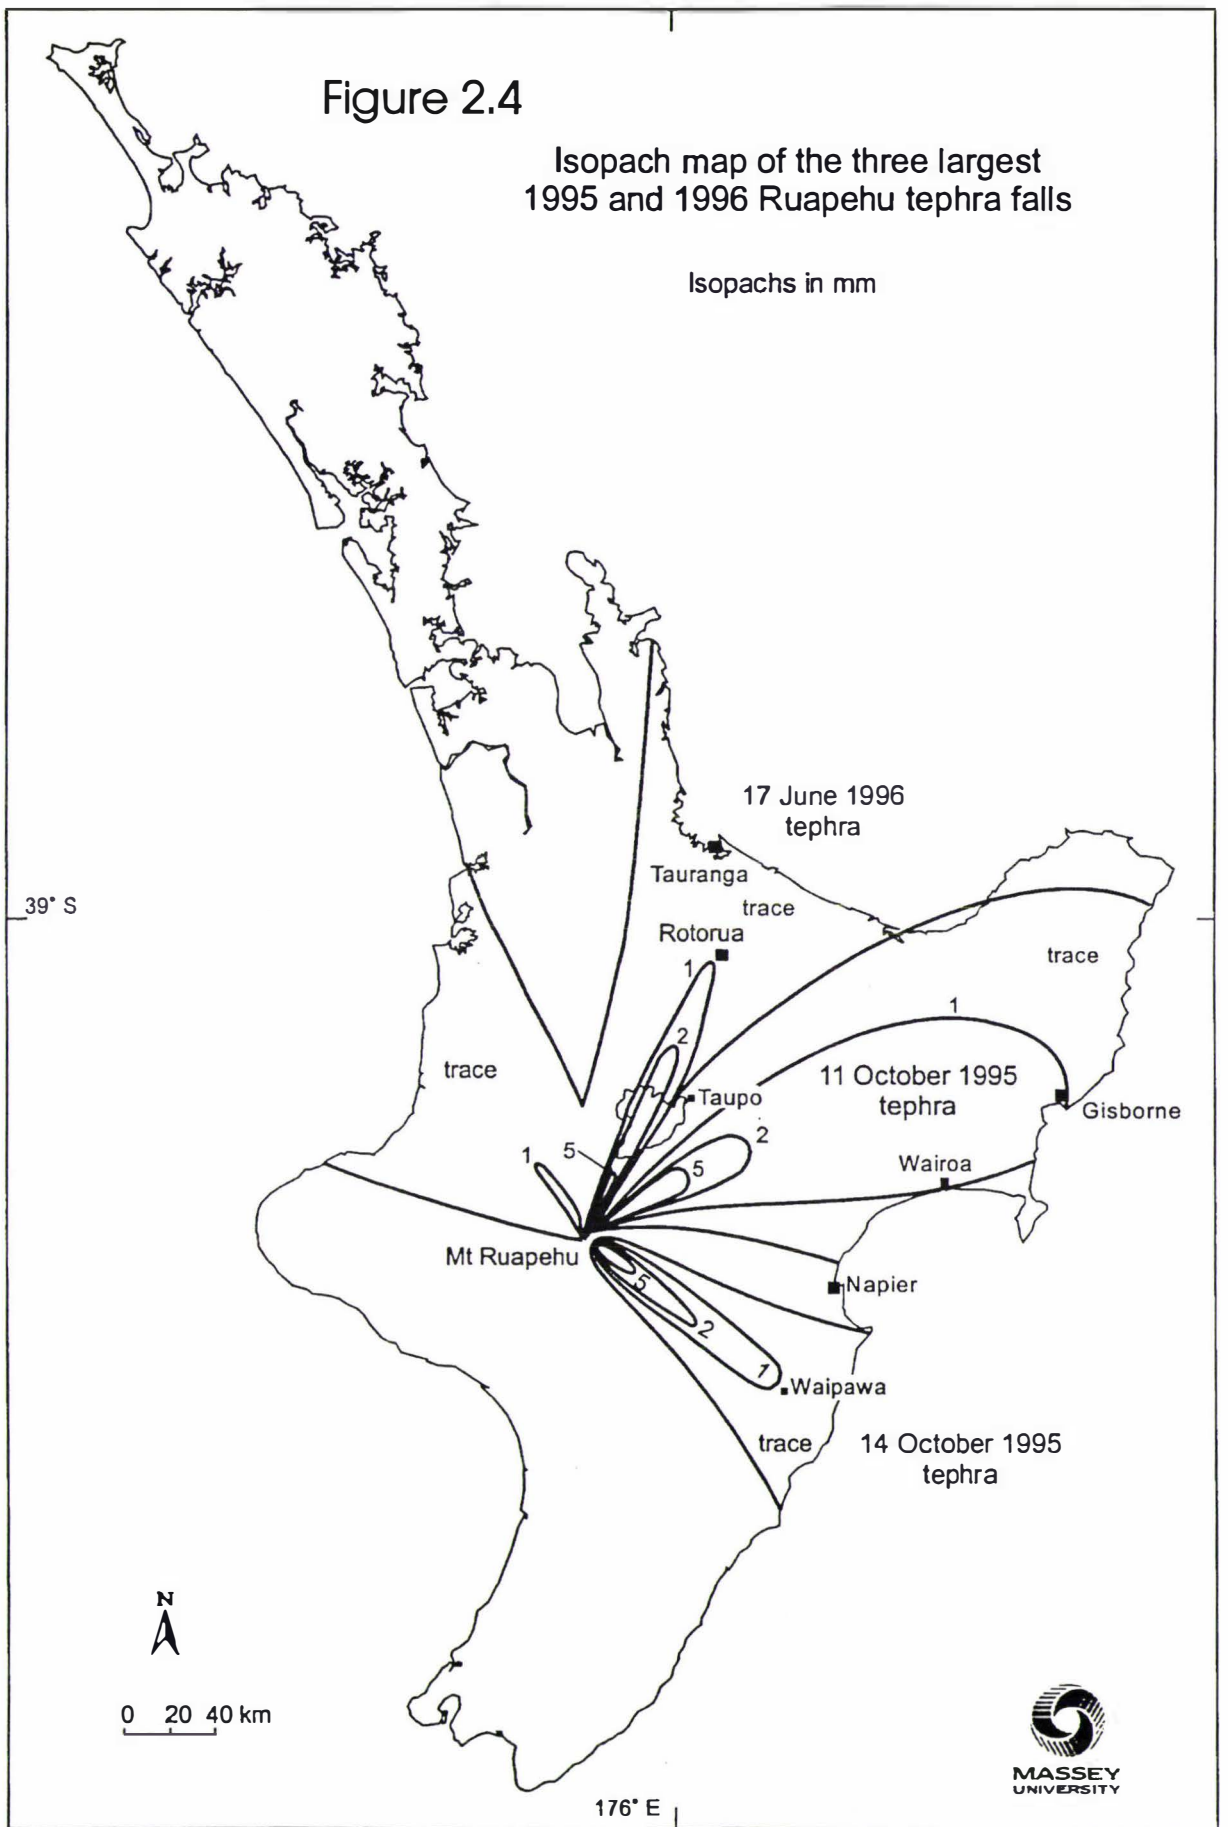 Figure 2.4
Isopach map of the three largest
1995 and 1996 Ruapehu tephra falls
Isopachs in mm
17 June 1996
tephra
Tauranga
trace
39° S
Rotorua
1
trace
1
2
trace
11 October 1995
tephra
Taupo
Gisborne
2
5
1
5
Wairoa
Mt Ruapehu
5
Napier
2
1
Waipawa
trace
14 October 1995
tephra
N
0 20 40 km
MASSEY
UNIVERSITY
176° E